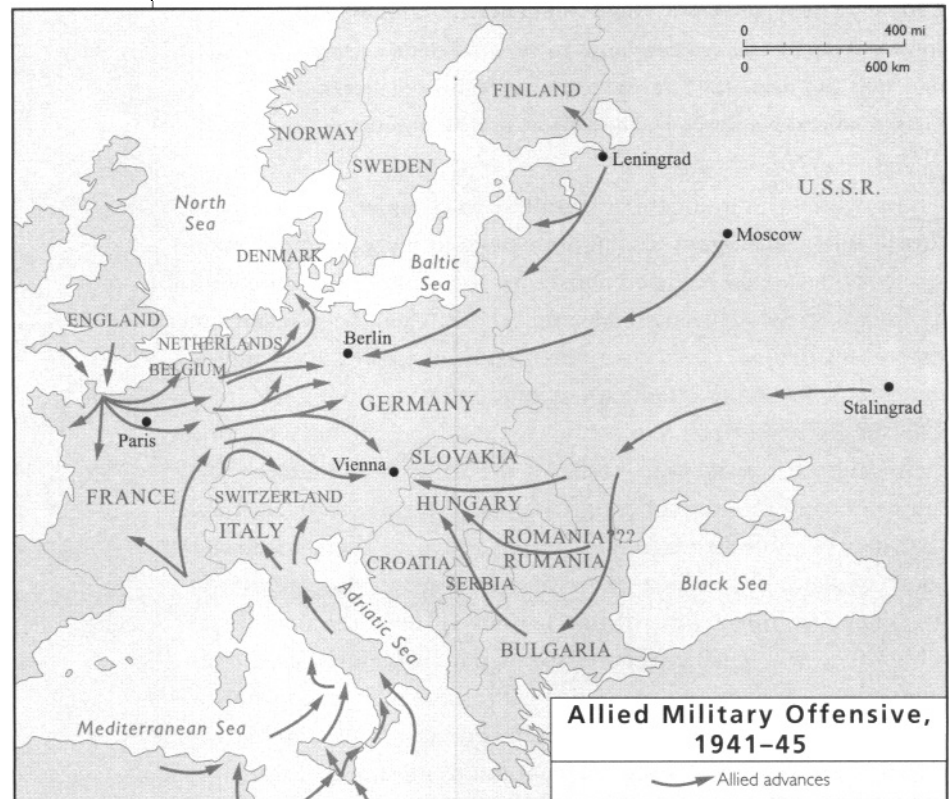 0 400 mi
0 600 km
FINLAND
NORWAY
SWEDEN
Leningrad
U.S.S.R.
North
Sea
Moscow
DENMARK
Baltic
Sea
ENGLAND
NETHERLANDS
Berlin
BELGIUM
Stalingrad
GERMANY
Paris
Vienna
SLOVAKIA
FRANCE
SWITZERLAND
HUNGARY
ITALY
ROMANIA???
CROATIA
RUMANIA
SERBIA
Black Sea
Adriatic Sea
BULGARIA
Mediterranean Sea
Allied Military Offensive,
1941–45
Allied advances